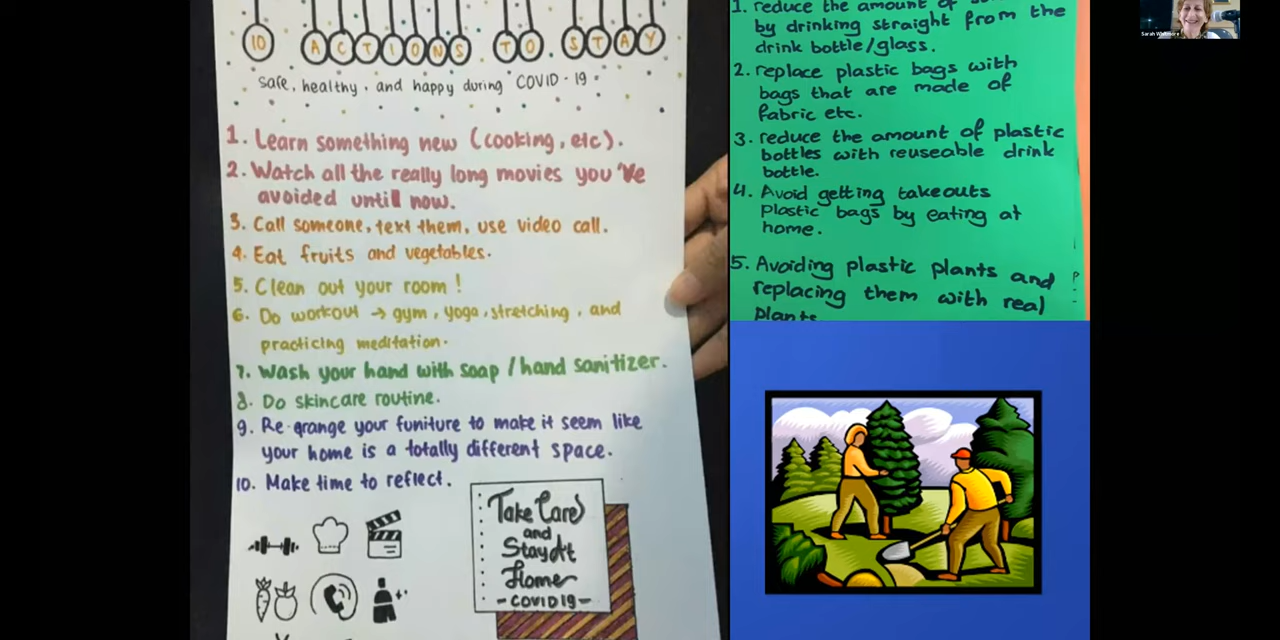 10 ACTIONS TO STAY
safe, healthy, and happy during COVID-19
1. Learn something new (cooking, etc).
2. Watch all the really long movies you've
avoided until now.
3. Call someone, text them, use video call.
4. Eat fruits and vegetables.
5. Clean out your room!
6. Do workout → gym, yoga, stretching, and
practicing meditation.
7. Wash your hand with soap / hand sanitizer.
8. Do skincare routine.
9. Re-arange your funiture to make it seem like
your home is a totally different space.
10. Make time to reflect.
Take Care
and
Stay At
Home
- COVID19 -
1. reduce the amount of
by drinking straight from the
drink bottle/glass.
2. replace plastic bags with
bags that are made of
fabric etc.
3. reduce the amount of plastic
bottles with reuseable drink
bottle.
4. Avoid getting takeouts
plastic bags by eating at
home.
5. Avoiding plastic plants and
replacing them with real
plants
Sarah Whitmore